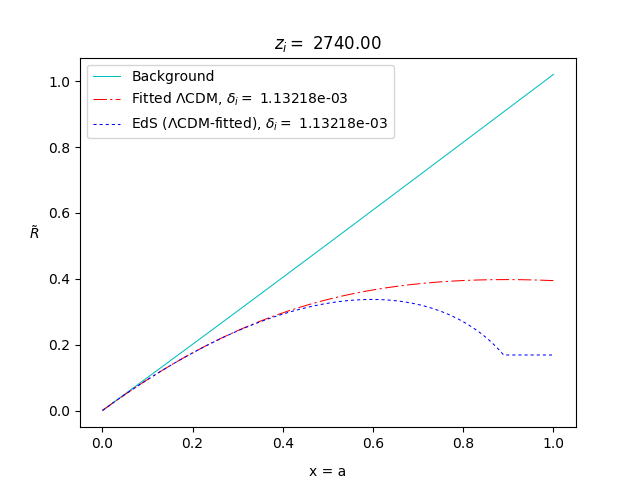 z_i = 2740.00
Background
Fitted ΛCDM, δ_i = 1.13218e-03
EdS (ΛCDM-fitted), δ_i = 1.13218e-03
1.0
0.8
0.6
R̃
0.4
0.2
0.0
0.0 0.2 0.4 0.6 0.8 1.0
x = a